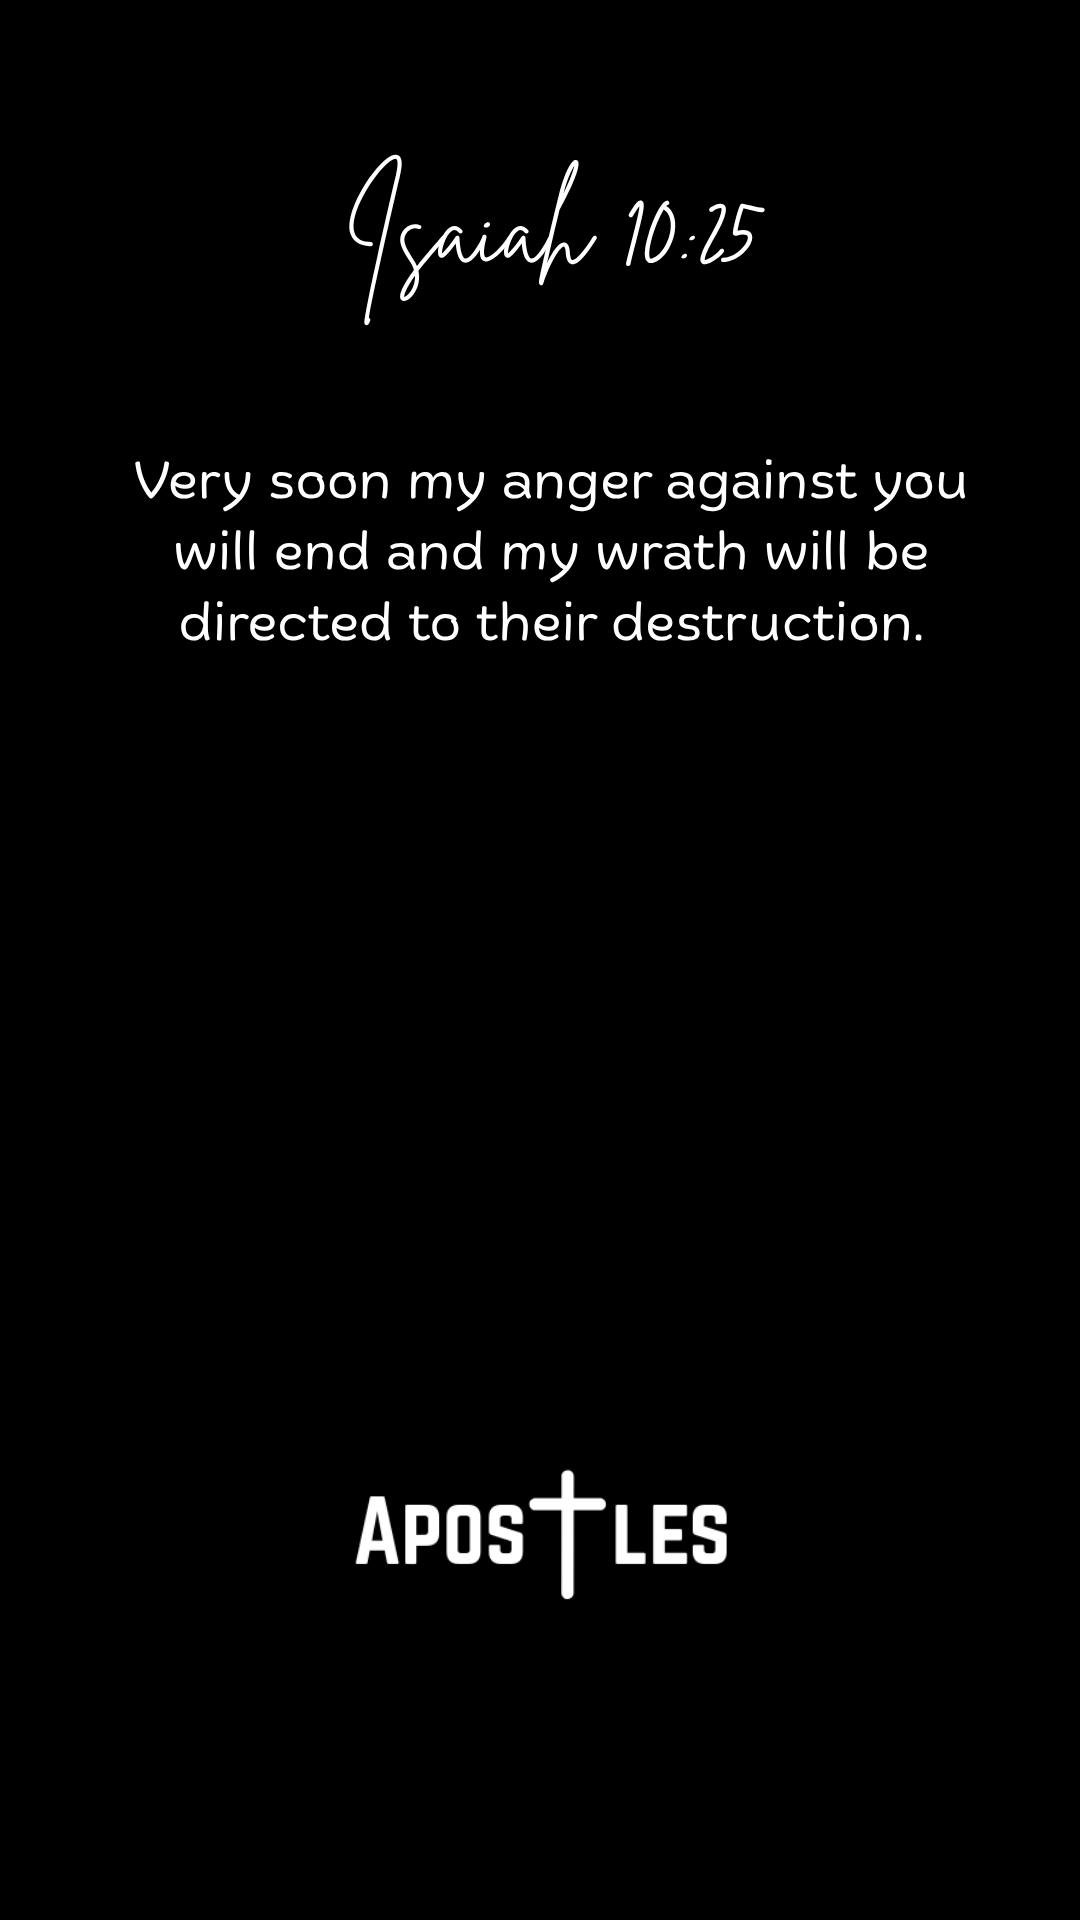 Isaiah 10:25
Very soon my anger against you
will end and my wrath will be
directed to their destruction.
Apostles